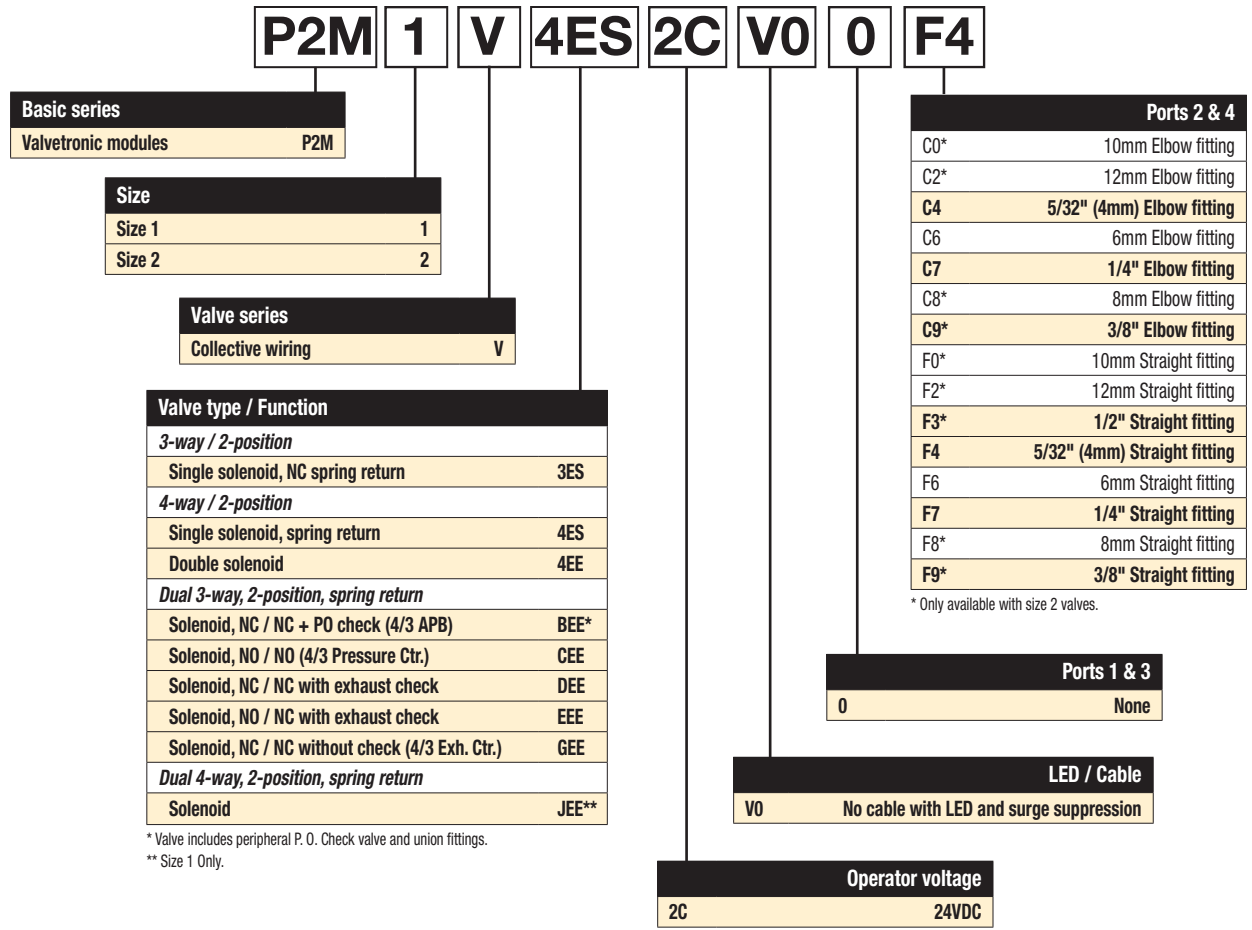 P2M 1 V 4ES 2C V0 0 F4
Basic series
Valvetronic modules P2M
Size
Size 1 1
Size 2 2
Valve series
Collective wiring V
Valve type / Function
3-way / 2-position
Single solenoid, NC spring return 3ES
4-way / 2-position
Single solenoid, spring return 4ES
Double solenoid 4EE
Dual 3-way, 2-position, spring return
Solenoid, NC / NC + PO check (4/3 APB) BEE*
Solenoid, NO / NO (4/3 Pressure Ctr.) CEE
Solenoid, NC / NC with exhaust check DEE
Solenoid, NO / NC with exhaust check EEE
Solenoid, NC / NC without check (4/3 Exh. Ctr.) GEE
Dual 4-way, 2-position, spring return
Solenoid JEE**
* Valve includes peripheral P. O. Check valve and union fittings.
** Size 1 Only.
Ports 2 & 4
C0* 10mm Elbow fitting
C2* 12mm Elbow fitting
C4 5/32" (4mm) Elbow fitting
C6 6mm Elbow fitting
C7 1/4" Elbow fitting
C8* 8mm Elbow fitting
C9* 3/8" Elbow fitting
F0* 10mm Straight fitting
F2* 12mm Straight fitting
F3* 1/2" Straight fitting
F4 5/32" (4mm) Straight fitting
F6 6mm Straight fitting
F7 1/4" Straight fitting
F8* 8mm Straight fitting
F9* 3/8" Straight fitting
* Only available with size 2 valves.
Ports 1 & 3
0 None
LED / Cable
V0 No cable with LED and surge suppression
Operator voltage
2C 24VDC